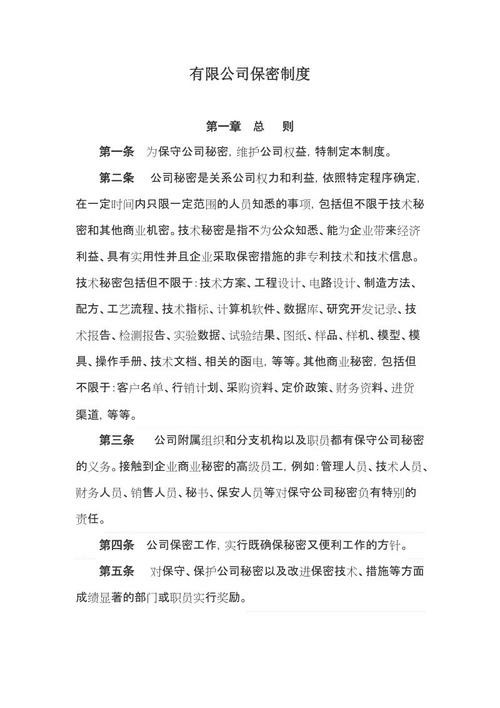 有限公司保密制度
第一章 总 则
第一条 为保守公司秘密，维护公司权益，特制定本制度。
第二条 公司秘密是关系公司权力和利益，依照特定程序确定，
在一定时间内只限一定范围的人员知悉的事项，包括但不限于技术秘
密和其他商业机密。技术秘密是指不为公众知悉、能为企业带来经济
利益、具有实用性并且企业采取保密措施的非专利技术和技术信息。
技术秘密包括但不限于：技术方案、工程设计、电路设计、制造方法、
配方、工艺流程、技术指标、计算机软件、数据库、研究开发记录、技
术报告、检测报告、实验数据、试验结果、图纸、样品、样机、模型、模
具、操作手册、技术文档、相关的函电，等等。其他商业秘密，包括但
不限于：客户名单、行销计划、采购资料、定价政策、财务资料、进货
渠道，等等。
第三条 公司附属组织和分支机构以及职员都有保守公司秘密
的义务。接触到企业商业秘密的高级员工，例如：管理人员、技术人员、
财务人员、销售人员、秘书、保安人员等对保守公司秘密负有特别的
责任。
第四条 公司保密工作，实行既确保秘密又便利工作的方针。
第五条 对保守、保护公司秘密以及改进保密技术、措施等方面
成绩显著的部门或职员实行奖励。